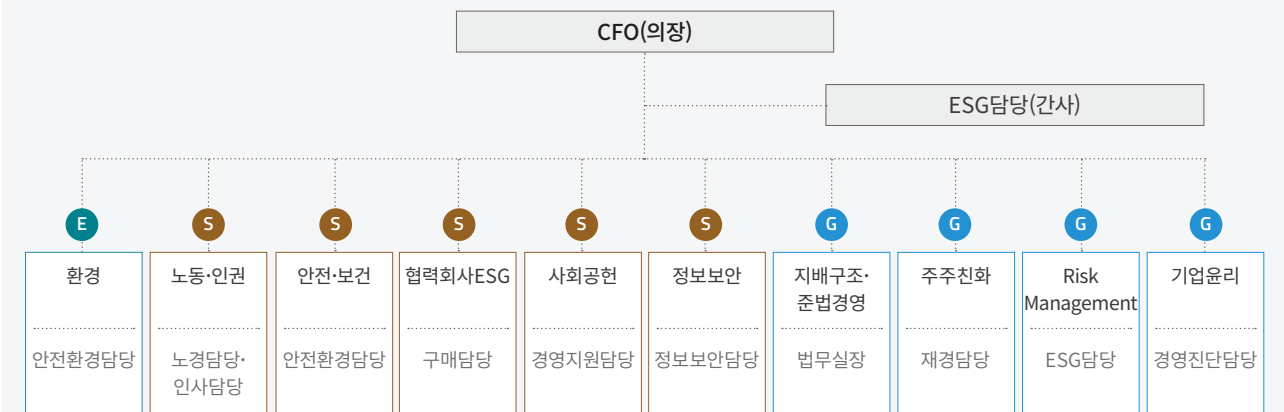 CFO(의장)
ESG담당(간사)
E
S
S
S
S
S
G
G
G
G
환경
안전환경담당
노동·인권
노경담당·
인사담당
안전·보건
안전환경담당
협력회사ESG
구매담당
사회공헌
경영지원담당
정보보안
정보보안담당
지배구조·
준법경영
법무실장
주주친화
재경담당
Risk
Management
ESG담당
기업윤리
경영진단담당